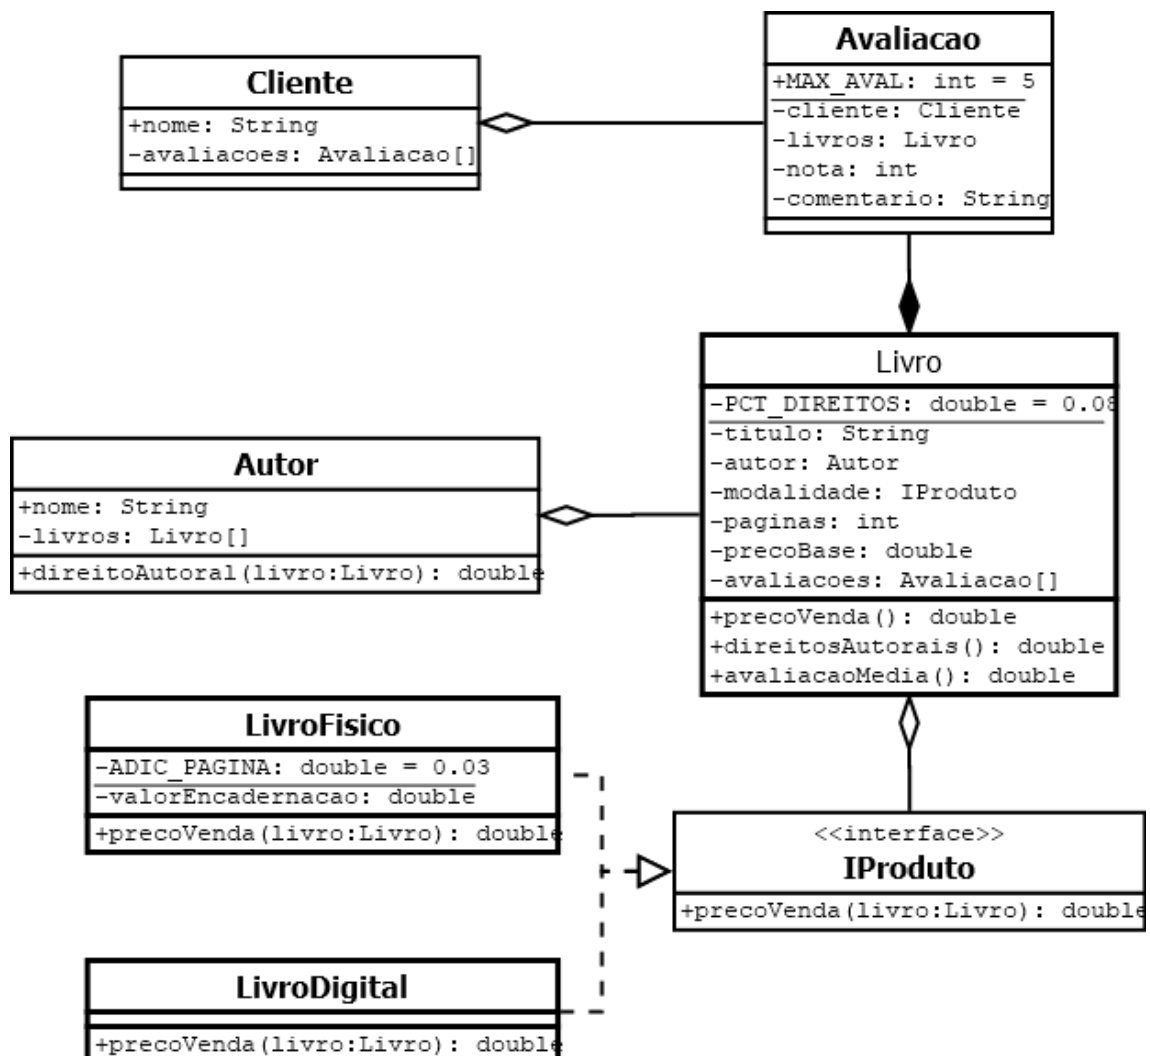 Cliente
+nome: String
-avaliacoes: Avaliacao[]
Avaliacao
+MAX_AVAL: int = 5
-cliente: Cliente
-livros: Livro
-nota: int
-comentario: String
Autor
+nome: String
-livros: Livro[]
+direitoAutoral(livro:Livro): double
Livro
-PCT_DIREITOS: double = 0.08
-titulo: String
-autor: Autor
-modalidade: IProduto
-paginas: int
-precoBase: double
-avaliacoes: Avaliacao[]
+precoVenda(): double
+direitosAutorais(): double
+avaliacaoMedia(): double
LivroFisico
-ADIC_PAGINA: double = 0.03
-valorEncadernacao: double
+precoVenda(livro:Livro): double
<<interface>>
IProduto
+precoVenda(livro:Livro): double
LivroDigital
+precoVenda(livro:Livro): double